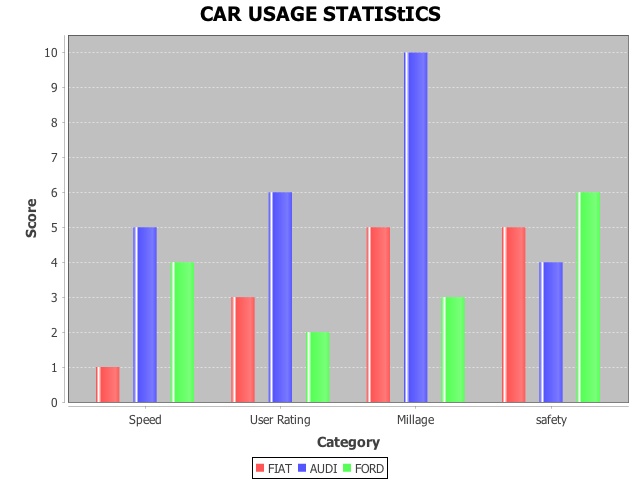 CAR USAGE STATIStICS
10
9
8
7
6
5
4
3
2
1
0
Score
Speed User Rating Millage safety
Category
FIAT AUDI FORD